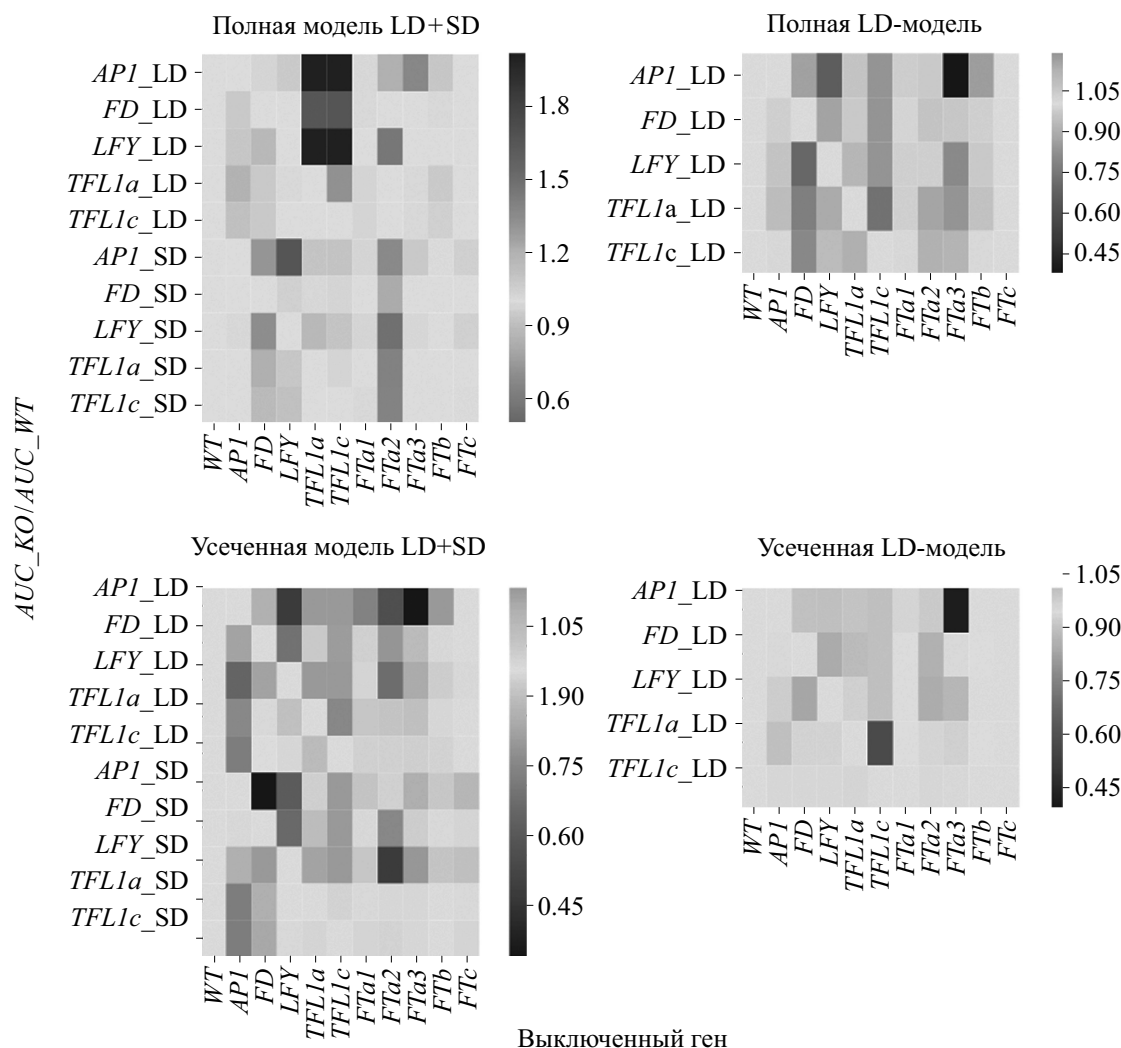 Полная модель LD+SD
AP1_LD
FD_LD
LFY_LD
TFL1a_LD
TFL1c_LD
AP1_SD
FD_SD
LFY_SD
TFL1a_SD
TFL1c_SD
WT AP1 FD LFY TFL1a TFL1c FTa1 FTa2 FTa3 FTb FTc
1.8
1.5
1.2
0.9
0.6
Полная LD-модель
AP1_LD
FD_LD
LFY_LD
TFL1a_LD
TFL1c_LD
WT AP1 FD LFY TFL1a TFL1c FTa1 FTa2 FTa3 FTb FTc
1.05
0.90
0.75
0.60
0.45
AUC_KO/AUC_WT
Усеченная модель LD+SD
AP1_LD
FD_LD
LFY_LD
TFL1a_LD
TFL1c_LD
AP1_SD
FD_SD
LFY_SD
TFL1a_SD
TFL1c_SD
WT AP1 FD LFY TFL1a TFL1c FTa1 FTa2 FTa3 FTb FTc
1.05
1.90
0.75
0.60
0.45
Усеченная LD-модель
AP1_LD
FD_LD
LFY_LD
TFL1a_LD
TFL1c_LD
WT AP1 FD LFY TFL1a TFL1c FTa1 FTa2 FTa3 FTb FTc
1.05
0.90
0.75
0.60
0.45
Выключенный ген